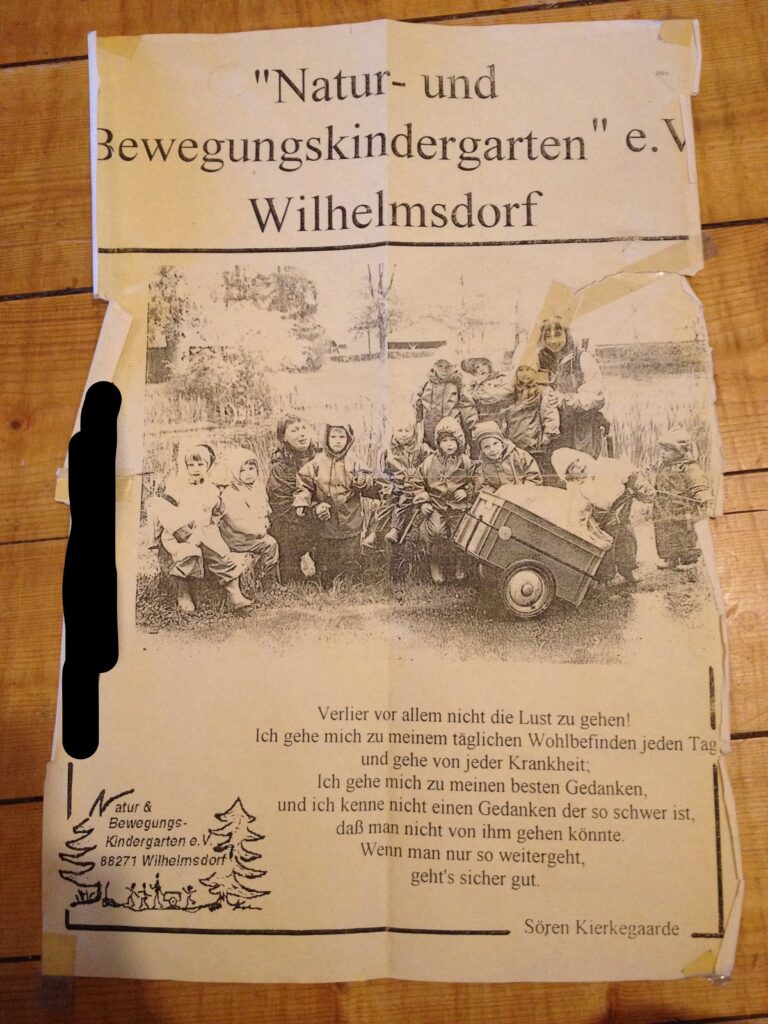 "Natur- und
Bewegungskindergarten" e.V
Wilhelmsdorf
Verlier vor allem nicht die Lust zu gehen!
Ich gehe mich zu meinem täglichen Wohlbefinden jeden Tag
und gehe von jeder Krankheit;
Ich gehe mich zu meinen besten Gedanken,
und ich kenne nicht einen Gedanken der so schwer ist,
daß man nicht von ihm gehen könnte.
Wenn man nur so weitergeht,
geht's sicher gut.
Sören Kierkegaarde
Natur &
Bewegungs-
Kindergarten e.V.
88271 Wilhelmsdorf